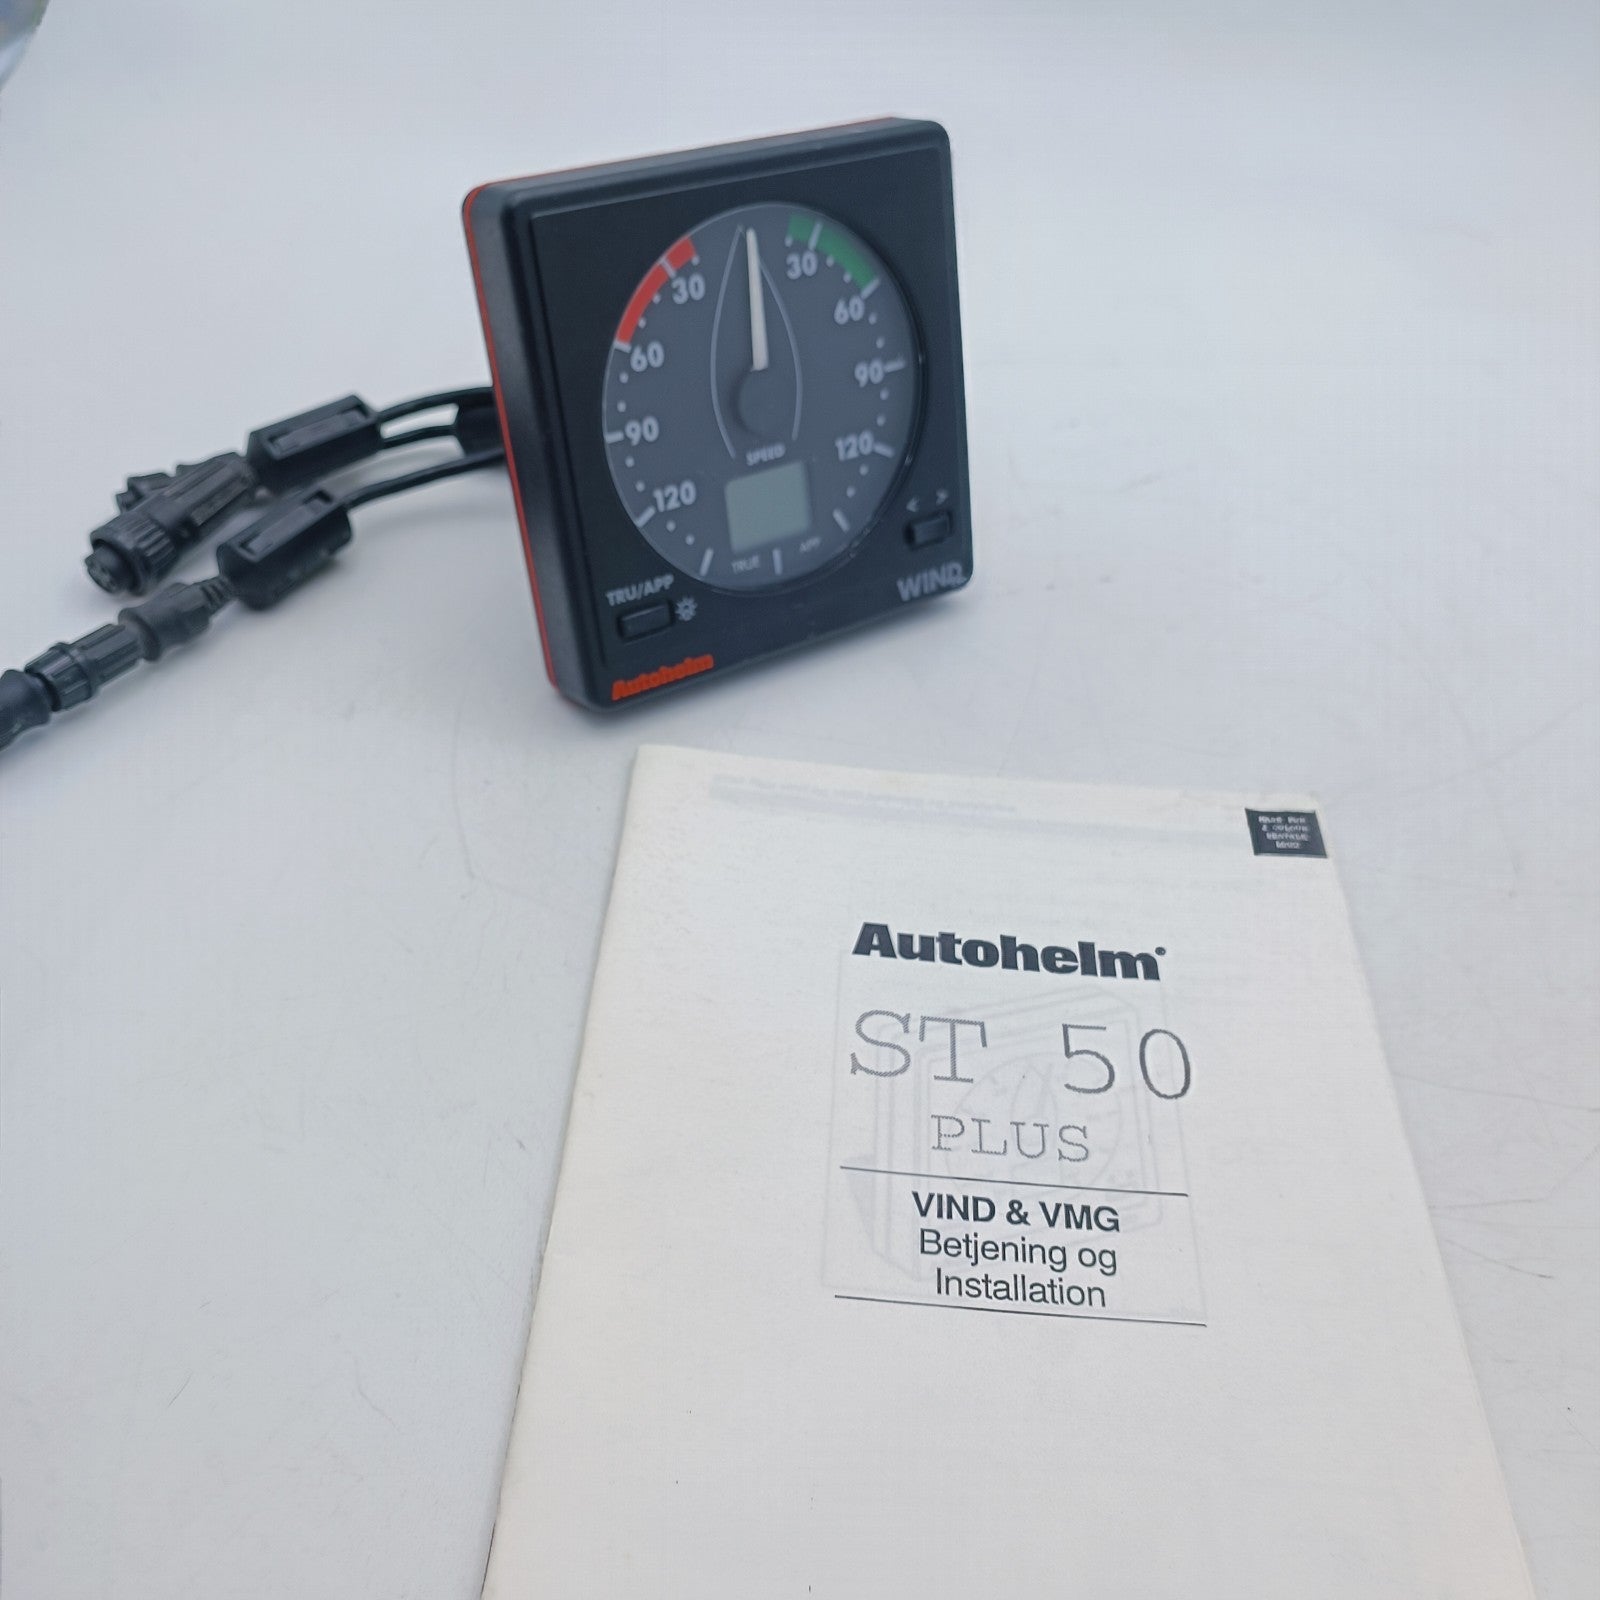 30
30
60
60
90
90
120
120
SPEED
TRUE
APP
< >
TRU/APP
WIND
Autohelm
Autohelm
ST 50
PLUS
VIND & VMG
Betjening og
Installation